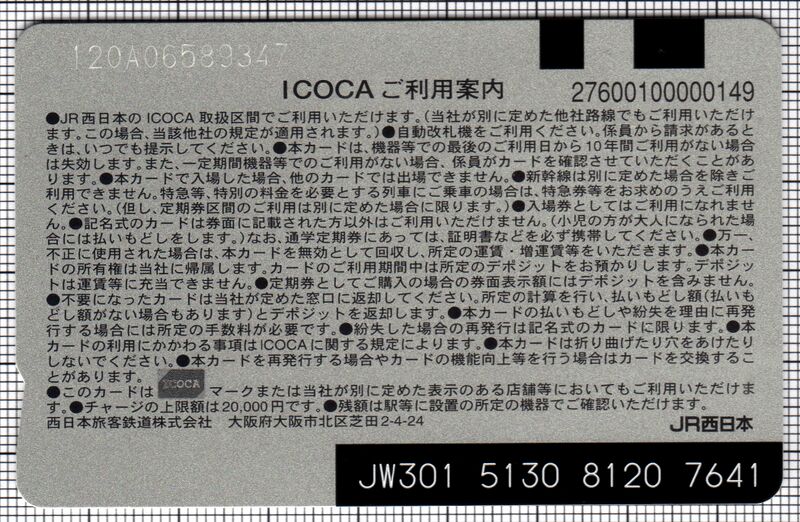 120A06589347
ICOCA ご利用案内
27600100000149
●JR西日本のICOCA取扱区間でご利用いただけます。(当社が別に定めた他社路線でもご利用いただけ
ます。この場合、当該他社の規定が適用されます。)●自動改札機をご利用ください。係員から請求があると
きは、いつでも提示してください。●本カードは、機器等での最後のご利用日から10年間ご利用がない場合
は失効します。また、一定期間機器等でのご利用がない場合、係員がカードを確認させていただくことがあ
ります。●本カードで入場した場合、他のカードでは出場できません。●新幹線は別に定めた場合を除きご
利用できません。特急等、特別の料金を必要とする列車にご乗車の場合は、特急券等をお求めのうえご利用
ください。(但し、定期券区間のご利用は別に定めた場合に限ります。)●入場券としてはご利用になれませ
ん。●記名式のカードは券面に記載された方以外はご利用いただけません。(小児の方が大人になられた場
合には払いもどしをします。)なお、通学定期券にあっては、証明書などを必ず携帯してください。●万一、
不正に使用された場合は、本カードを無効として回収し、所定の運賃・増運賃等をいただきます。●本カー
ドの所有権は当社に帰属します。カードのご利用期間中は所定のデポジットをお預かりします。デポジッ
トは運賃等に充当できません。●定期券としてご購入の場合の券面表示額にはデポジットを含みません。
●不要になったカードは当社が定めた窓口に返却してください。所定の計算を行い、払いもどし額(払いも
どし額がない場合もあります)とデポジットを返却します。●本カードの払いもどしや紛失を理由に再発
行する場合には所定の手数料が必要です。●紛失した場合の再発行は記名式のカードに限ります。●本
カードの利用にかかわる事項はICOCAに関する規定によります。●本カードは折り曲げたり穴をあけたり
しないでください。●本カードを再発行する場合やカードの機能向上等を行う場合はカードを交換するこ
とがあります。
●このカードは ICOCA マークまたは当社が別に定めた表示のある店舗等においてもご利用いただけま
す。●チャージの上限額は20,000円です。●残額は駅等に設置の所定の機器でご確認いただけます。
西日本旅客鉄道株式会社 大阪府大阪市北区芝田2-4-24
JR西日本
JW301 5130 8120 7641